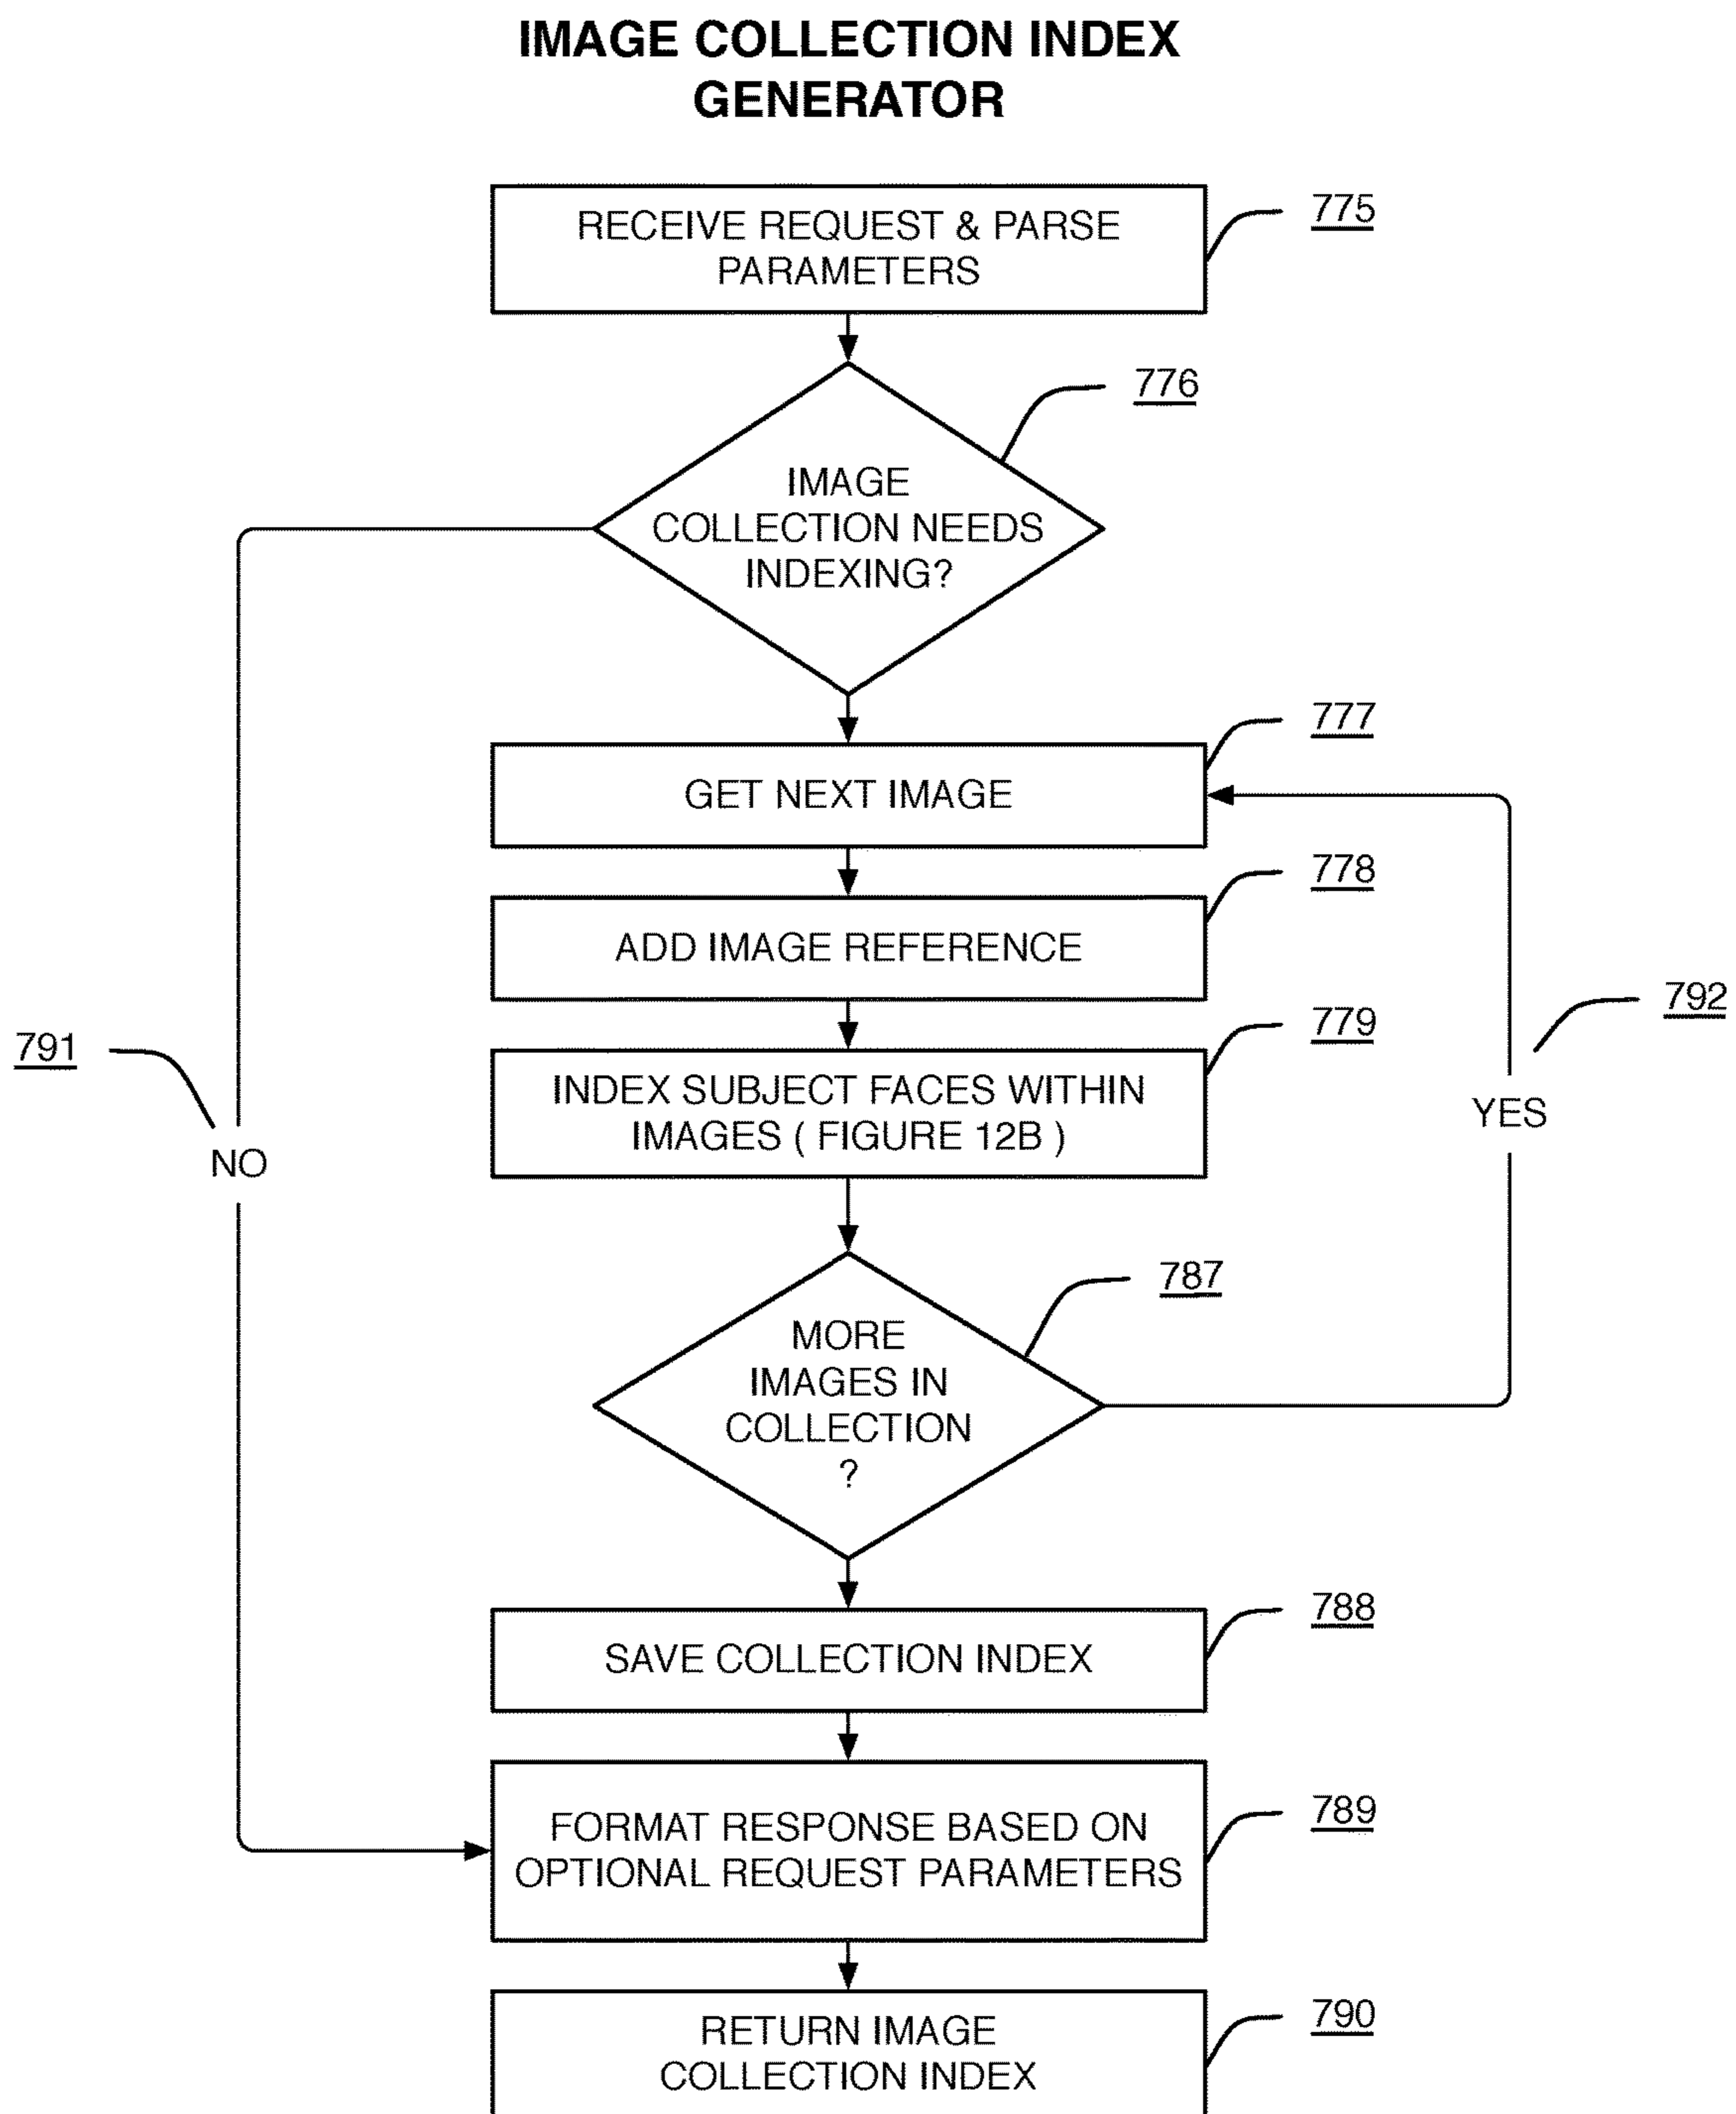 IMAGE COLLECTION INDEX
GENERATOR
RECEIVE REQUEST & PARSE
PARAMETERS
775
776
IMAGE
COLLECTION NEEDS
INDEXING?
777
GET NEXT IMAGE
778
ADD IMAGE REFERENCE
779
INDEX SUBJECT FACES WITHIN
IMAGES ( FIGURE 12B )
791
NO
792
YES
787
MORE
IMAGES IN
COLLECTION
?
788
SAVE COLLECTION INDEX
789
FORMAT RESPONSE BASED ON
OPTIONAL REQUEST PARAMETERS
790
RETURN IMAGE
COLLECTION INDEX